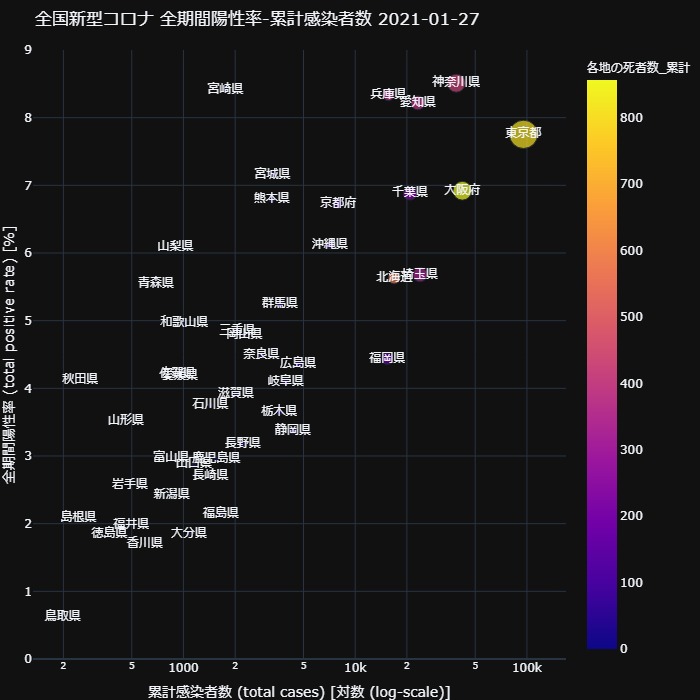 全国新型コロナ 全期間陽性率-累計感染者数 2021-01-27
各地の死者数_累計
9
8
7
6
5
4
3
2
1
0
全期間陽性率 (total positive rate) [%]
神奈川県
宮崎県
兵庫県
愛知県
東京都
宮城県
千葉県
大阪府
熊本県
京都府
沖縄県
山梨県
埼玉県
北海道
青森県
群馬県
和歌山県
三重県
岡山県
奈良県
福岡県
広島県
愛媛県
秋田県
岐阜県
滋賀県
石川県
栃木県
山形県
静岡県
長野県
富山県
鹿児島県
山口県
長崎県
岩手県
新潟県
福島県
島根県
福井県
徳島県
大分県
香川県
鳥取県
2
5
1000
2
5
10k
2
5
100k
累計感染者数 (total cases) [対数 (log-scale)]
800
700
600
500
400
300
200
100
0